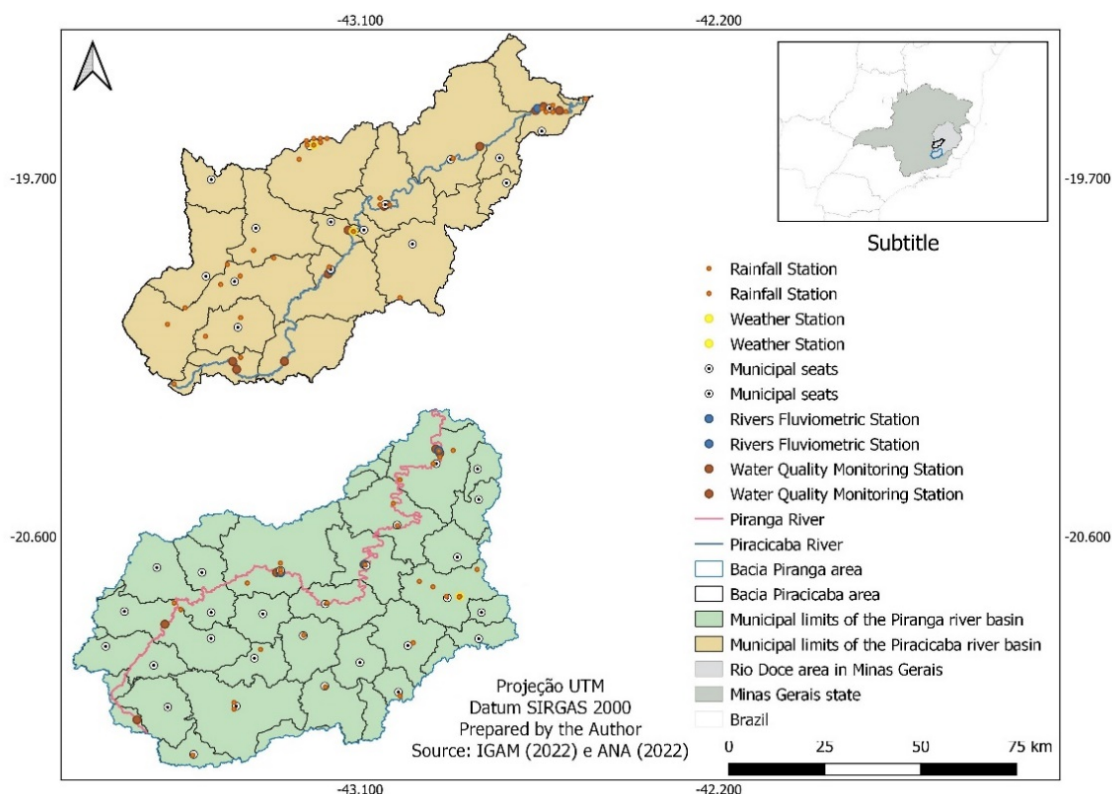 -43.100
-42.200
-19.700
-19.700
Subtitle
Rainfall Station
Rainfall Station
Weather Station
Weather Station
Municipal seats
Municipal seats
Rivers Fluviometric Station
Rivers Fluviometric Station
Water Quality Monitoring Station
Water Quality Monitoring Station
Piranga River
Piracicaba River
Bacia Piranga area
Bacia Piracicaba area
Municipal limits of the Piranga river basin
Municipal limits of the Piracicaba river basin
Rio Doce area in Minas Gerais
Minas Gerais state
Brazil
-20.600
-20.600
Projeção UTM
Datum SIRGAS 2000
Prepared by the Author
Source: IGAM (2022) e ANA (2022)
0 25 50 75 km
-43.100
-42.200